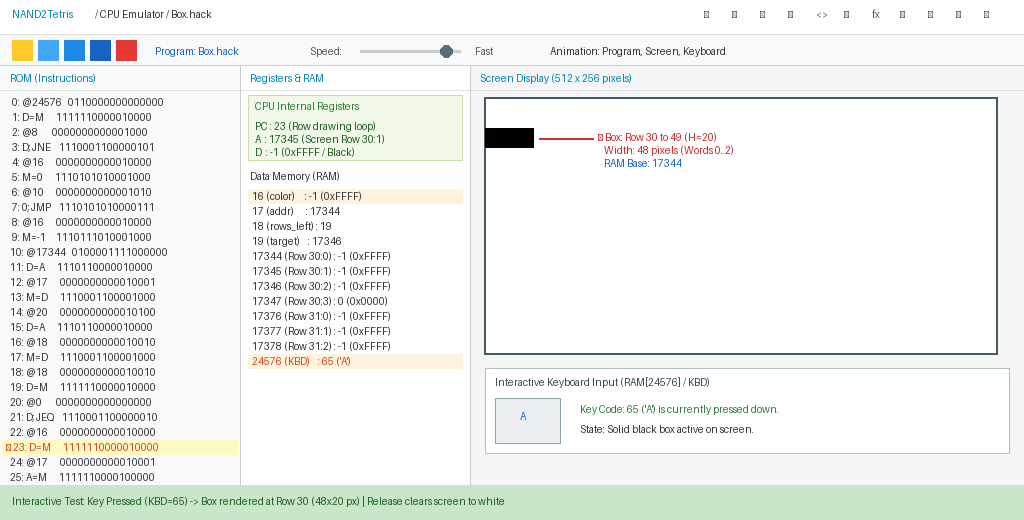 NAND2Tetris / CPU Emulator / Box.hack
<> fx
Program: Box.hack Speed: Fast Animation: Program, Screen, Keyboard
ROM (Instructions)
0: @24576 0110000000000000
1: D=M 1111110000010000
2: @8 0000000000001000
3: D;JNE 1110001100000101
4: @16 0000000000010000
5: M=0 1110101010001000
6: @10 0000000000001010
7: 0;JMP 1110101010000111
8: @16 0000000000010000
9: M=-1 1110111010001000
10: @17344 0100001111000000
11: D=A 1110110000010000
12: @17 0000000000010001
13: M=D 1110001100001000
14: @20 0000000000010100
15: D=A 1110110000010000
16: @18 0000000000010010
17: M=D 1110001100001000
18: @18 0000000000010010
19: D=M 1111110000010000
20: @0 0000000000000000
21: D;JEQ 1110001100000010
22: @16 0000000000010000
23: D=M 1111110000010000
24: @17 0000000000010001
25: A=M 1111110000100000
Registers & RAM
CPU Internal Registers
PC : 23 (Row drawing loop)
A : 17345 (Screen Row 30:1)
D : -1 (0xFFFF / Black)
Data Memory (RAM)
16 (color) : -1 (0xFFFF)
17 (addr) : 17344
18 (rows_left) : 19
19 (target) : 17346
17344 (Row 30:0) : -1 (0xFFFF)
17345 (Row 30:1) : -1 (0xFFFF)
17346 (Row 30:2) : -1 (0xFFFF)
17347 (Row 30:3) : 0 (0x0000)
17376 (Row 31:0) : -1 (0xFFFF)
17377 (Row 31:1) : -1 (0xFFFF)
17378 (Row 31:2) : -1 (0xFFFF)
24576 (KBD) : 65 ('A')
Screen Display (512 x 256 pixels)
Box: Row 30 to 49 (H=20)
Width: 48 pixels (Words 0..2)
RAM Base: 17344
Interactive Keyboard Input (RAM[24576] / KBD)
A
Key Code: 65 ('A') is currently pressed down.
State: Solid black box active on screen.
Interactive Test: Key Pressed (KBD=65) -> Box rendered at Row 30 (48x20 px) | Release clears screen to white